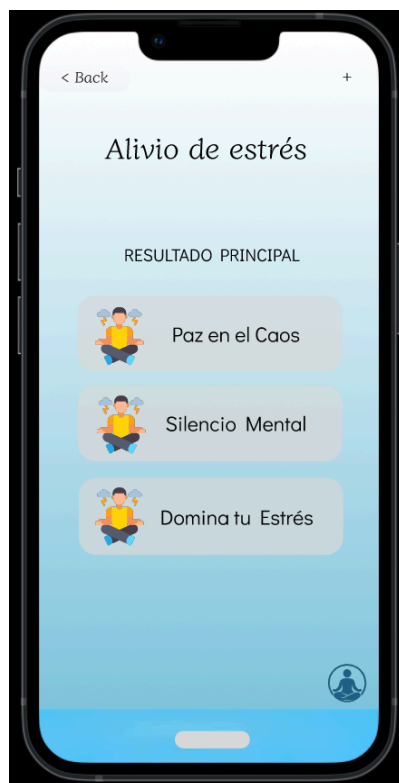 < Back
+
Alivio de estrés
RESULTADO PRINCIPAL
Paz en el Caos
Silencio Mental
Domina tu Estrés